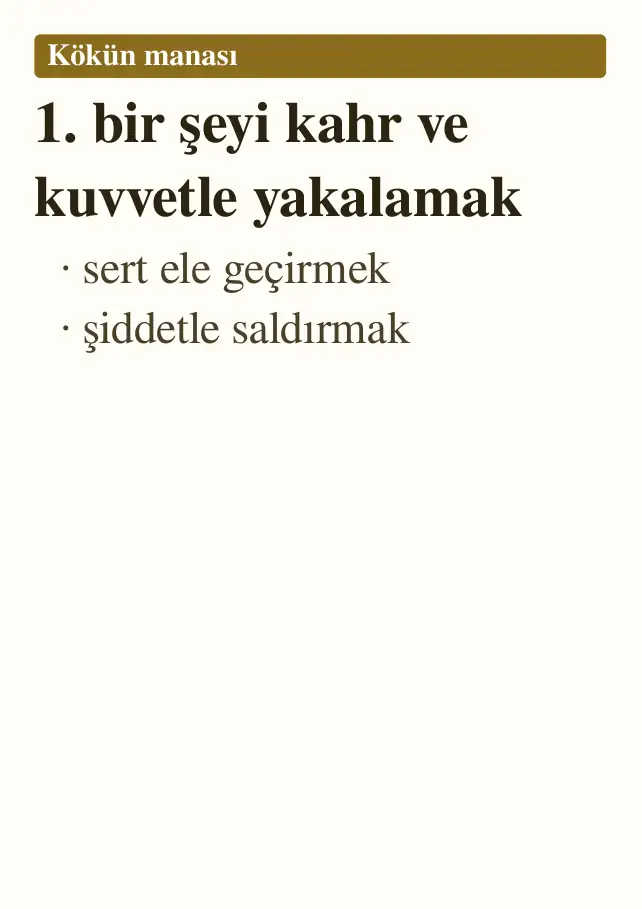 Kökün manası
1. bir şeyi kahr ve
kuvvetle yakalamak
· sert ele geçirmek
· şiddetle saldırmak